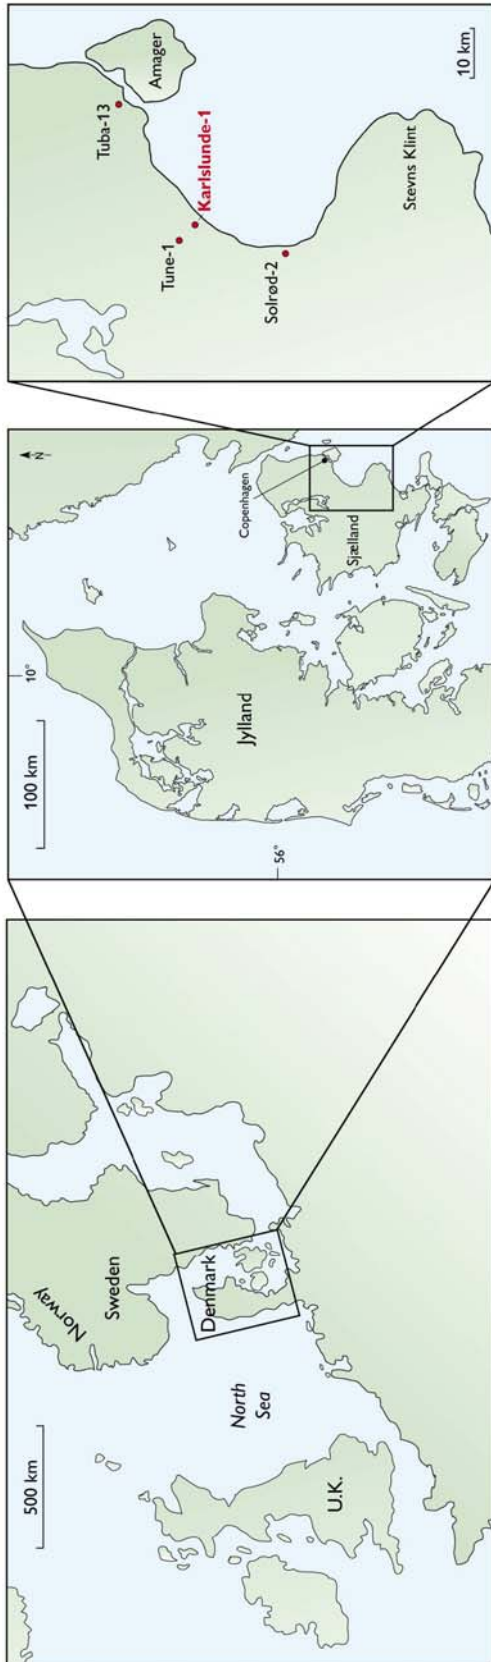 500 km
Norway
Sweden
Denmark
North
Sea
U.K.
100 km
10°
N
56°
Jylland
Copenhagen
Sjælland
Tuba-13
Amager
Karlslunde-1
Tune-1
Solrød-2
Stevns Klint
10 km